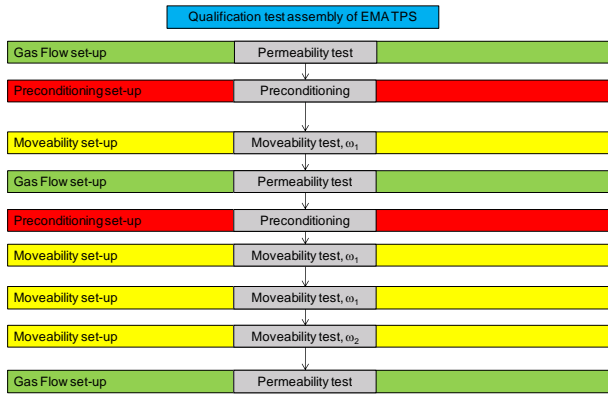 Qualification test assembly of EMA TPS
Gas Flow set-up Permeability test
Preconditioning set-up Preconditioning
Moveability set-up Moveability test, ω₁
Gas Flow set-up Permeability test
Preconditioning set-up Preconditioning
Moveability set-up Moveability test, ω₁
Moveability set-up Moveability test, ω₁
Moveability set-up Moveability test, ω₂
Gas Flow set-up Permeability test